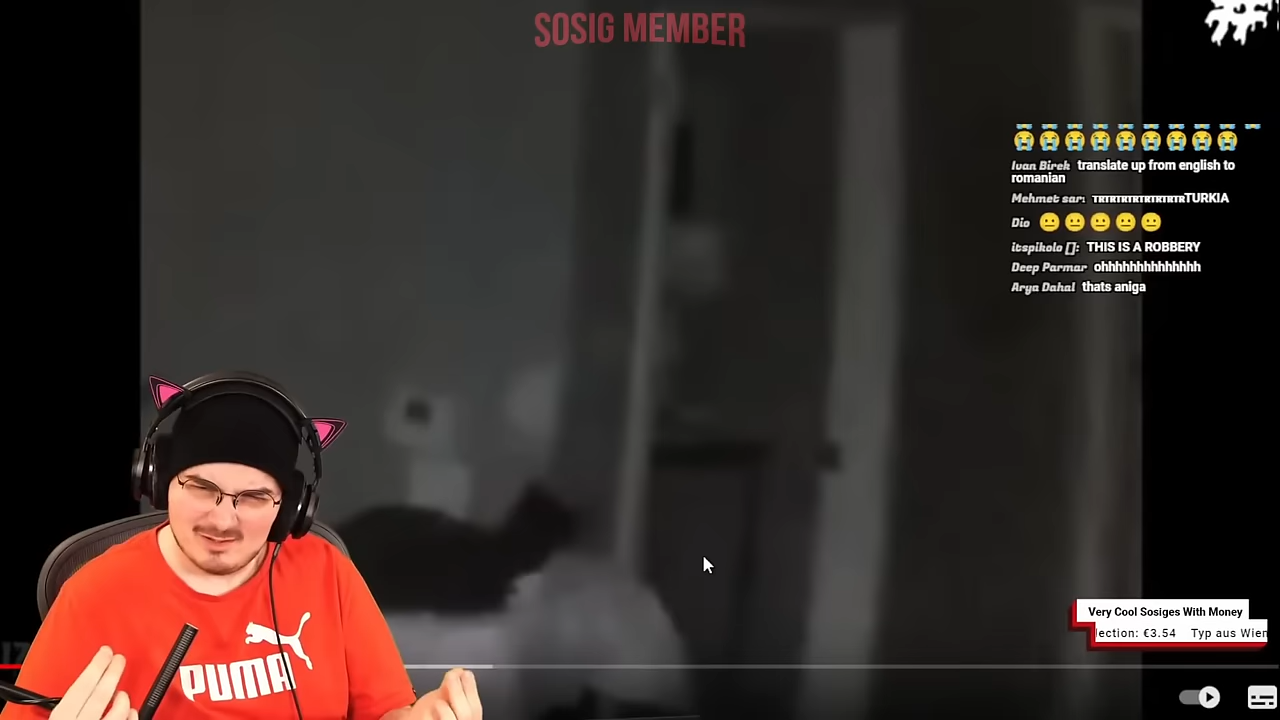 SOSIG MEMBER
Ivan Birek translate up from english to
romanian
Mehmet sar: TRTRTRTRTRTRTRTRTURKIA
Dio
itspikolo []: THIS IS A ROBBERY
Deep Parmar ohhhhhhhhhhhhhh
Arya Dahal thats aniga
Very Cool Sosiges With Money
lection: €3.54 Typ aus Wien
PUMA